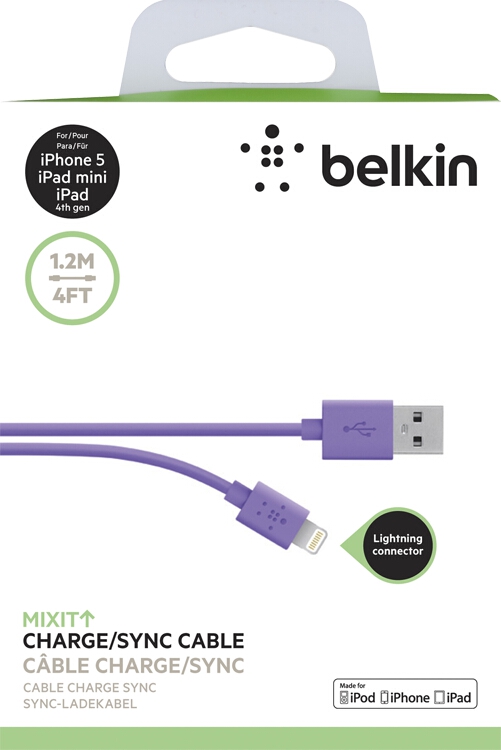 For/Pour
Para/Für
iPhone 5
iPad mini
iPad
4th gen
belkin
1.2M
4FT
Lightning
connector
MIXIT↑
CHARGE/SYNC CABLE
CÂBLE CHARGE/SYNC
CABLE CHARGE SYNC
SYNC-LADEKABEL
Made for
iPod iPhone iPad